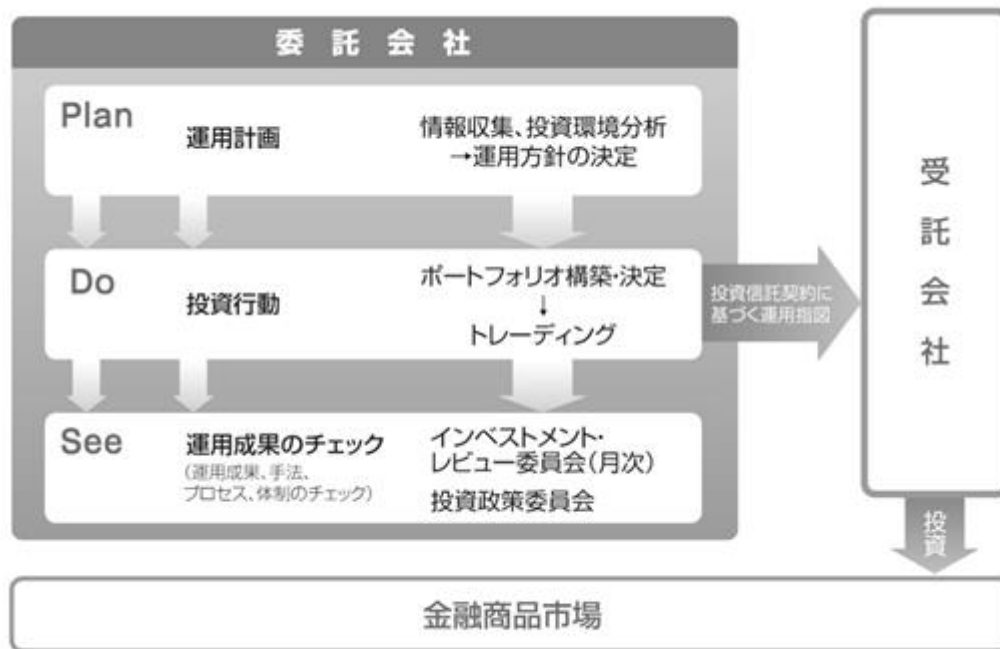 委託会社
Plan
運用計画
情報収集、投資環境分析
→運用方針の決定
Do
投資行動
ポートフォリオ構築・決定
↓
トレーディング
投資信託契約に
基づく運用指図
See
運用成果のチェック
(運用成果、手法、
プロセス、体制のチェック)
インベストメント・
レビュー委員会(月次)
投資政策委員会
受託会社
投資
金融商品市場